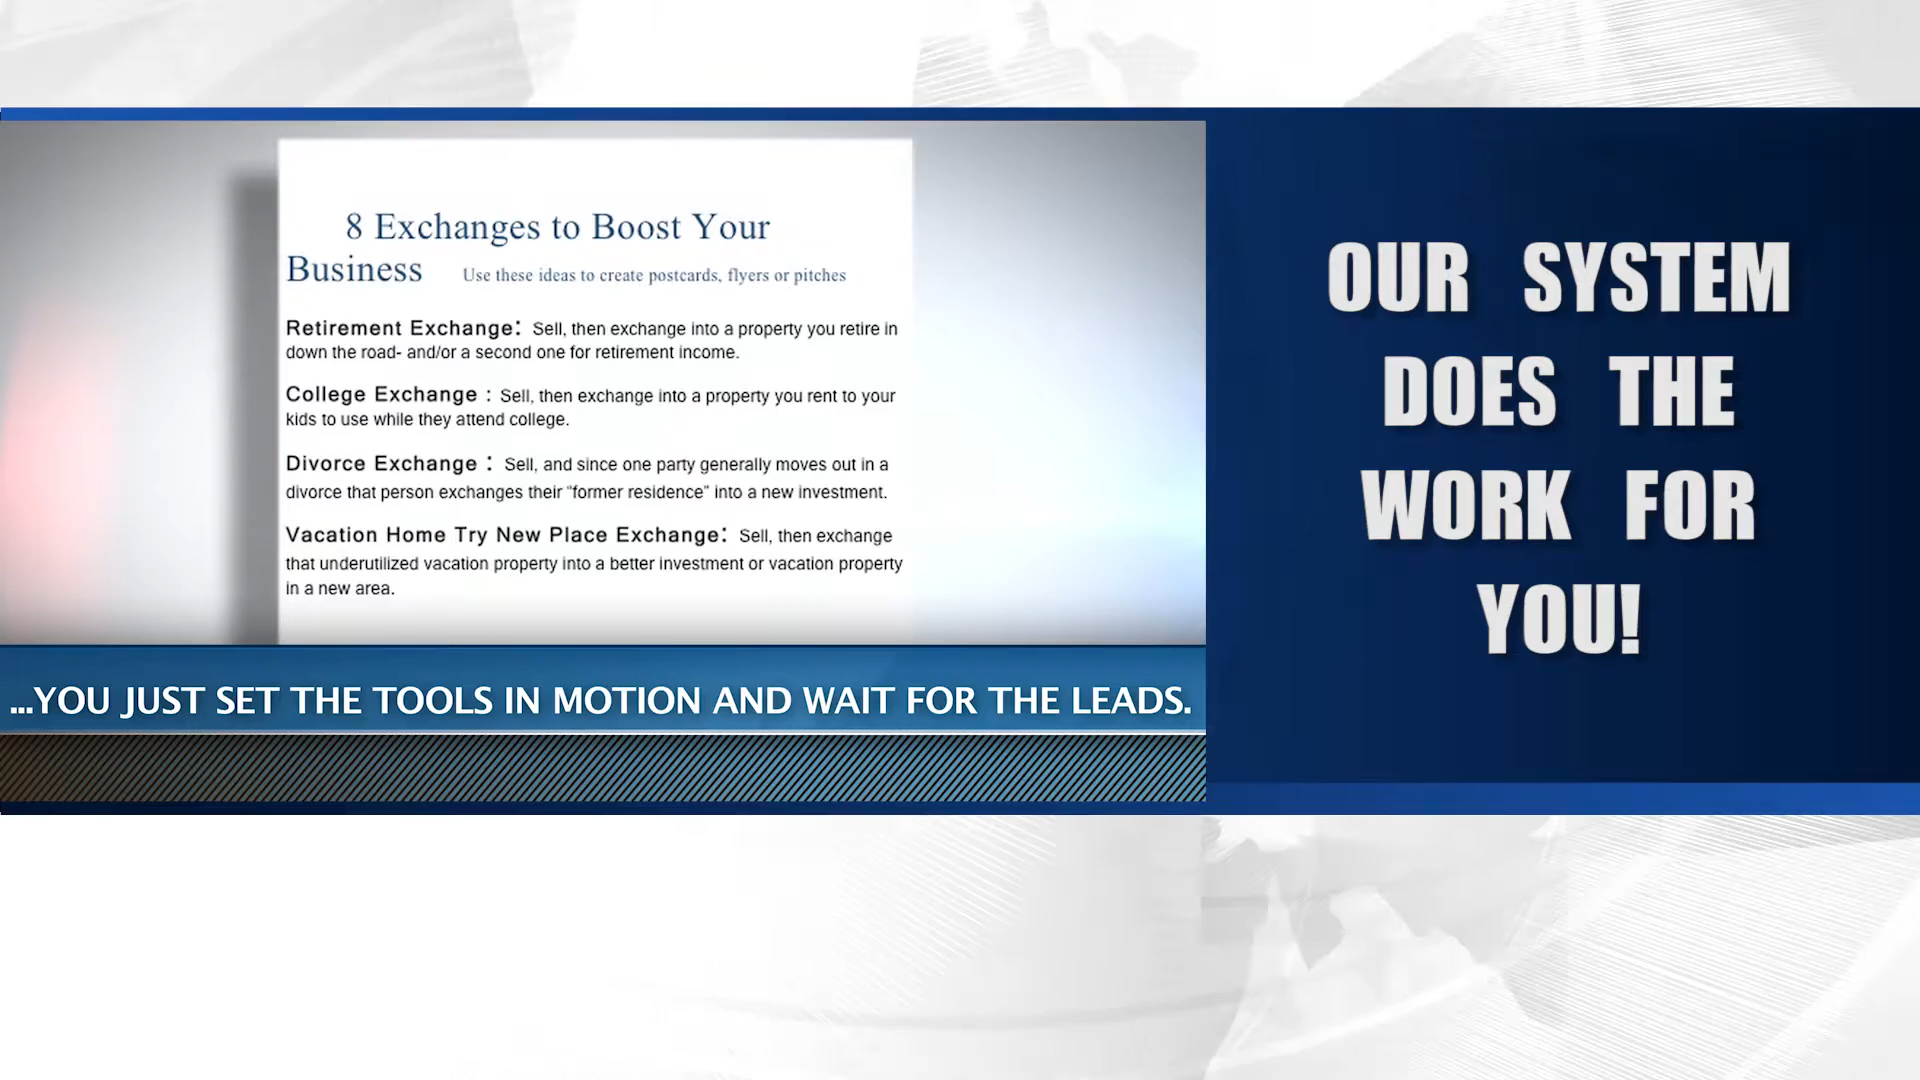 8 Exchanges to Boost Your
Business Use these ideas to create postcards, flyers or pitches
Retirement Exchange: Sell, then exchange into a property you retire in
down the road- and/or a second one for retirement income.
College Exchange : Sell, then exchange into a property you rent to your
kids to use while they attend college.
Divorce Exchange : Sell, and since one party generally moves out in a
divorce that person exchanges their “former residence” into a new investment.
Vacation Home Try New Place Exchange: Sell, then exchange
that underutilized vacation property into a better investment or vacation property
in a new area.
...YOU JUST SET THE TOOLS IN MOTION AND WAIT FOR THE LEADS.
OUR SYSTEM
DOES THE
WORK FOR
YOU!